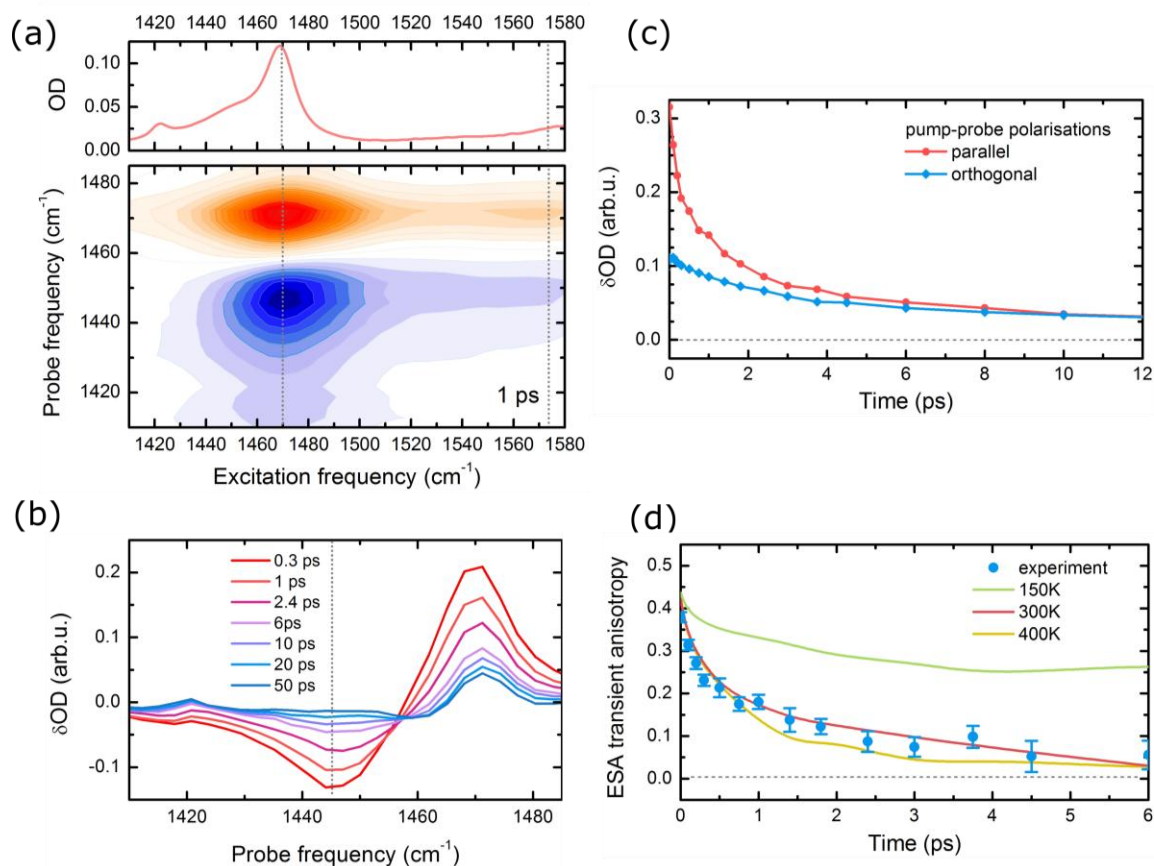 (a)
1420 1440 1460 1480 1500 1520 1540 1560 1580
0.10
0.05
0.00
OD
1480
1460
1440
1420
Probe frequency (cm-1)
1 ps
1420 1440 1460 1480 1500 1520 1540 1560 1580
Excitation frequency (cm-1)
(b)
0.2
0.1
0.0
-0.1
δOD (arb.u.)
0.3 ps
1 ps
2.4 ps
6ps
10 ps
20 ps
50 ps
1420 1440 1460 1480
Probe frequency (cm-1)
(c)
0.3
0.2
0.1
0.0
δOD (arb.u.)
pump-probe polarisations
parallel
orthogonal
0 2 4 6 8 10 12
Time (ps)
(d)
0.5
0.4
0.3
0.2
0.1
0.0
ESA transient anisotropy
experiment
150K
300K
400K
0 1 2 3 4 5 6
Time (ps)